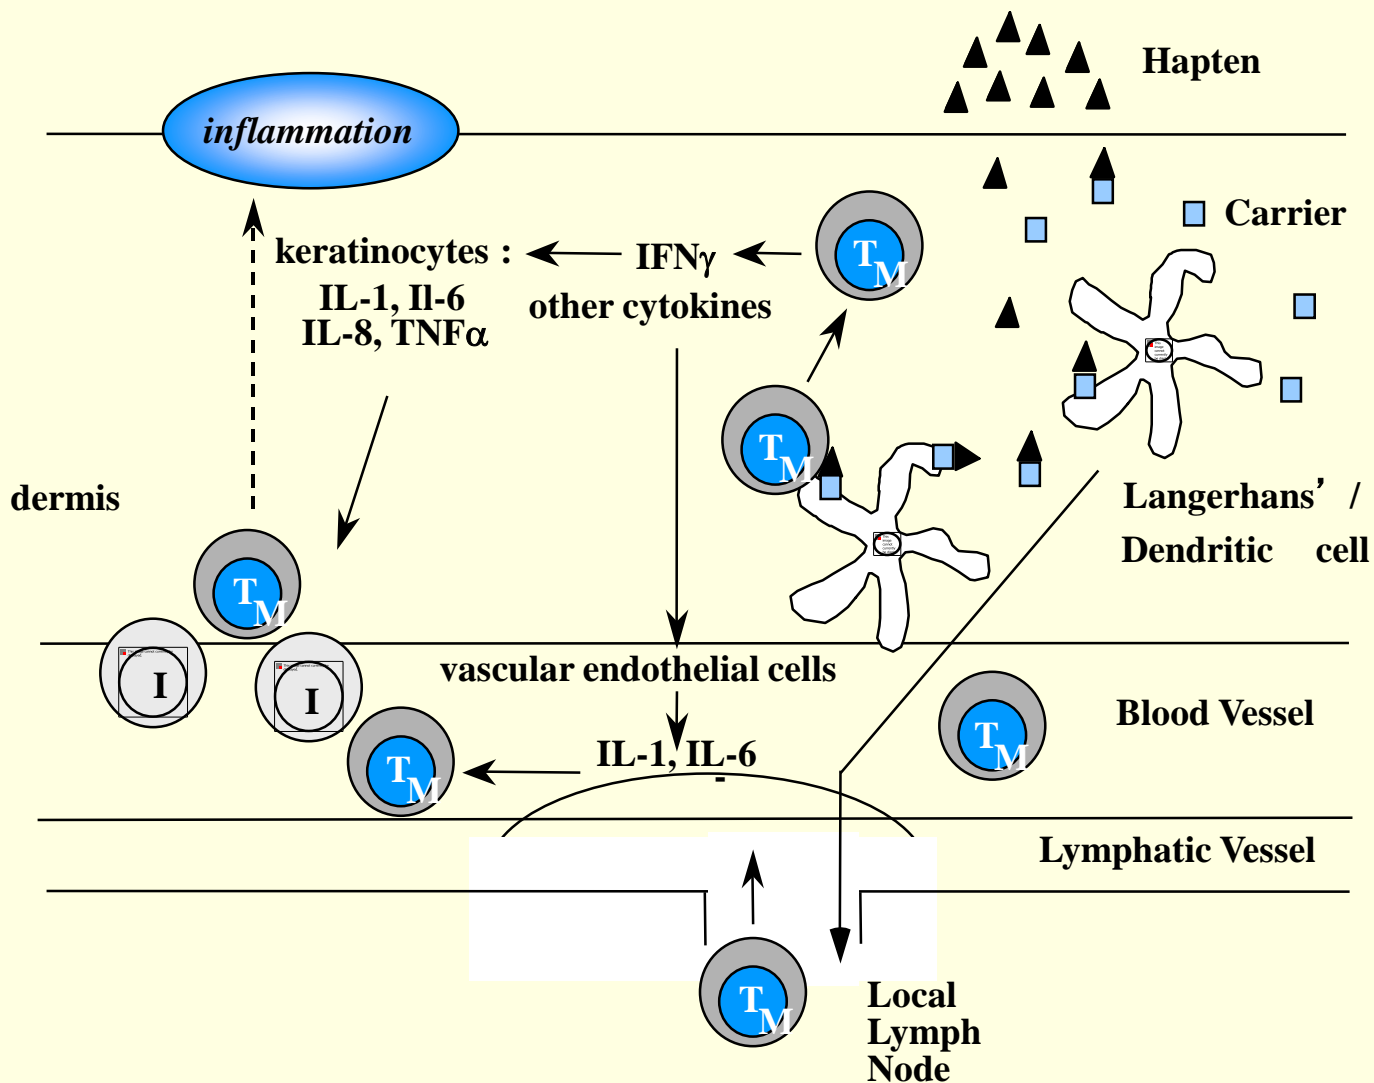 Hapten
inflammation
Carrier
T
M
keratinocytes :
IFNγ
IL-1, Il-6
other cytokines
IL-8, TNFα
T
M
dermis
Langerhans’ /
Dendritic cell
T
M
vascular endothelial cells
I
I
T
M
Blood Vessel
IL-1, IL-6
-
T
M
Lymphatic Vessel
T
M
Local
Lymph
Node